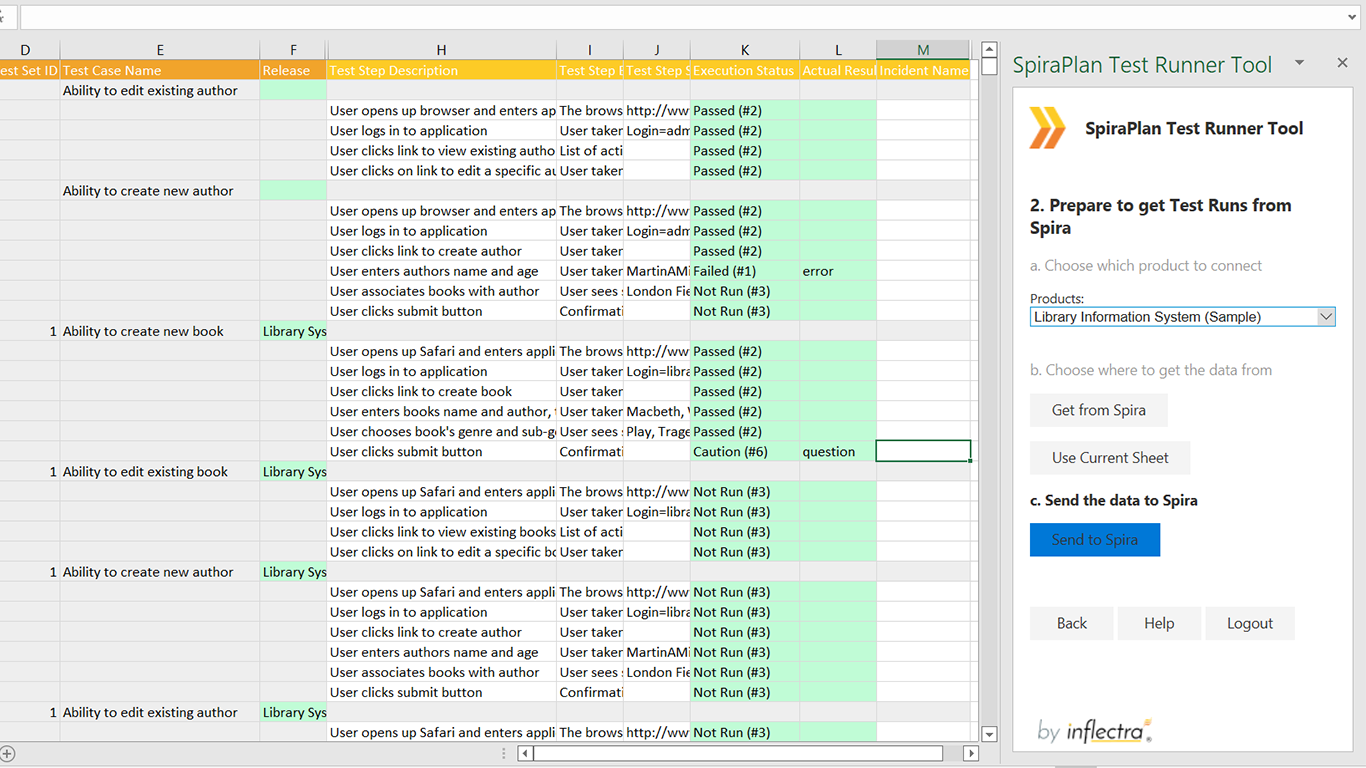 D E F H I J K L M
est Set ID Test Case Name Release Test Step Description Test Step E Test Step S Execution Status Actual Resul Incident Name
Ability to edit existing author
User opens up browser and enters ap The brows http://ww Passed (#2)
User logs in to application User taken Login=adm Passed (#2)
User clicks link to view existing autho List of acti Passed (#2)
User clicks on link to edit a specific au User taken Passed (#2)
Ability to create new author
User opens up browser and enters ap The brows http://ww Passed (#2)
User logs in to application User taken Login=adm Passed (#2)
User clicks link to create author User taken Passed (#2)
User enters authors name and age User taken MartinAMi Failed (#1) error
User associates books with author User sees s London Fie Not Run (#3)
User clicks submit button Confirmati Not Run (#3)
1 Ability to create new book Library Sys
User opens up Safari and enters appli The brows http://ww Passed (#2)
User logs in to application User taken Login=libra Passed (#2)
User clicks link to create book User taken Passed (#2)
User enters books name and author, User taken Macbeth, W Passed (#2)
User chooses book's genre and sub-ge User sees s Play, Trage Passed (#2)
User clicks submit button Confirmati Caution (#6) question
1 Ability to edit existing book Library Sys
User opens up Safari and enters appli The brows http://ww Not Run (#3)
User logs in to application User taken Login=libra Not Run (#3)
User clicks link to view existing books List of acti Not Run (#3)
User clicks on link to edit a specific bo User taken Not Run (#3)
1 Ability to create new author Library Sys
User opens up Safari and enters appli The brows http://ww Not Run (#3)
User logs in to application User taken Login=libra Not Run (#3)
User clicks link to create author User taken Not Run (#3)
User enters authors name and age User taken MartinAMi Not Run (#3)
User associates books with author User sees s London Fie Not Run (#3)
User clicks submit button Confirmati Not Run (#3)
1 Ability to edit existing author Library Sys
User opens up Safari and enters appli The brows http://ww Not Run (#3)
SpiraPlan Test Runner Tool
SpiraPlan Test Runner Tool
2. Prepare to get Test Runs from
Spira
a. Choose which product to connect
Products:
Library Information System (Sample)
b. Choose where to get the data from
Get from Spira
Use Current Sheet
c. Send the data to Spira
Send to Spira
Back Help Logout
by inflectra